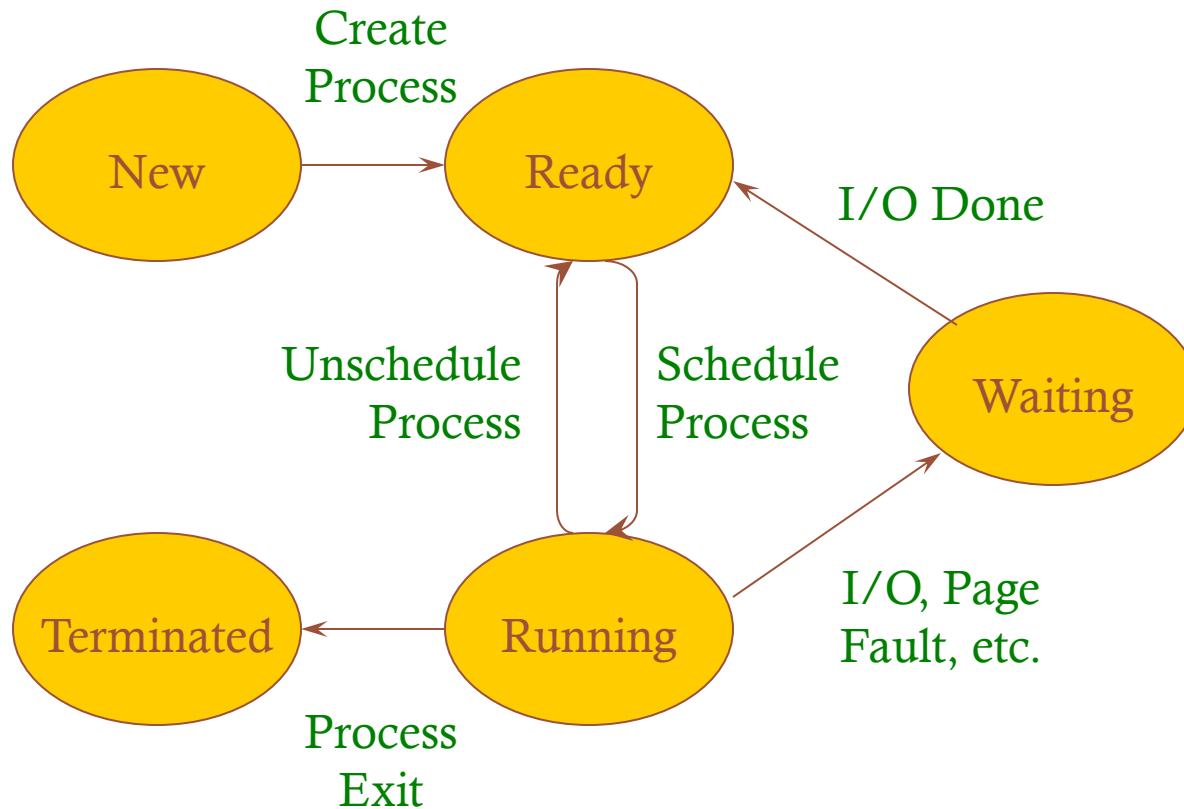 Create
Process
New
Ready
I/O Done
Unschedule
Process
Schedule
Process
Waiting
Terminated
Running
I/O, Page
Fault, etc.
Process
Exit